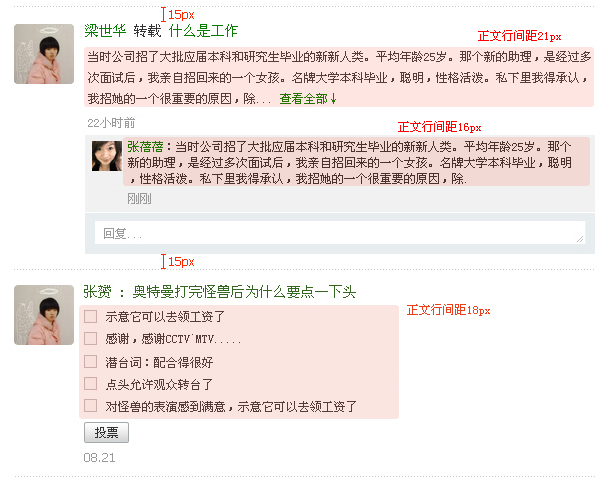 15px
梁世华 转载 什么是工作
正文行间距21px
当时公司招了大批应届本科和研究生毕业的新新人类。平均年龄25岁。那个新的助理，是经过多
次面试后，我亲自招回来的一个女孩。名牌大学本科毕业，聪明，性格活泼。私下里我得承认，
我招她的一个很重要的原因，除... 查看全部↓
22小时前
正文行间距16px
张蓓蓓：当时公司招了大批应届本科和研究生毕业的新新人类。平均年龄25岁。那个
新的助理，是经过多次面试后，我亲自招回来的一个女孩。名牌大学本科毕业，聪明
，性格活泼。私下里我得承认，我招她的一个很重要的原因，除.
刚刚
回复...
15px
张赟 ： 奥特曼打完怪兽后为什么要点一下头
正文行间距18px
示意它可以去领工资了
感谢，感谢CCTV`MTV.....
潜台词：配合得很好
点头允许观众转台了
对怪兽的表演感到满意，示意它可以去领工资了
投票
08.21